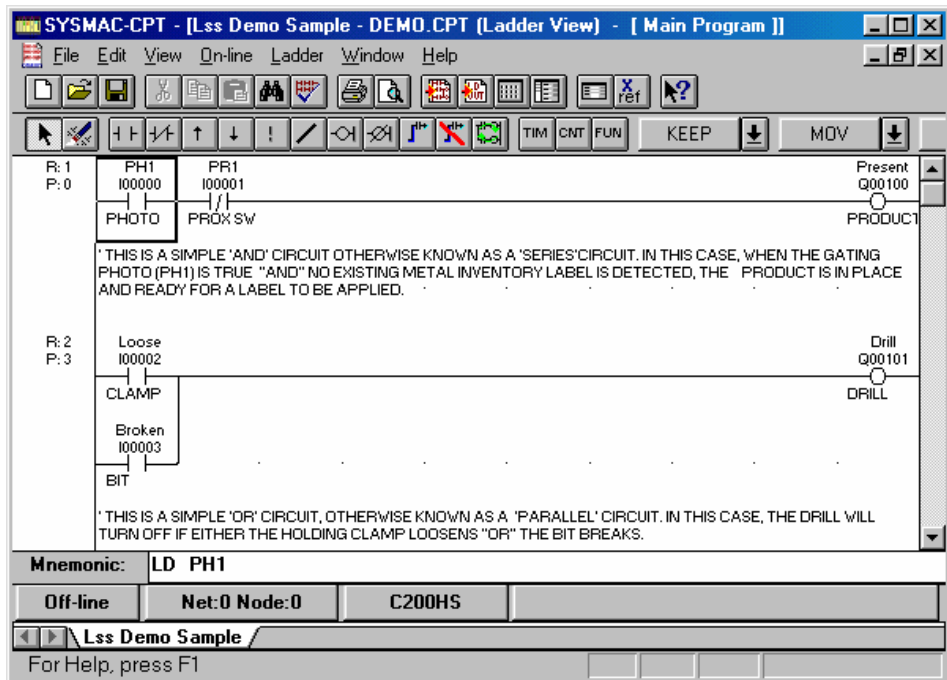 SYSMAC-CPT - [Lss Demo Sample - DEMO.CPT (Ladder View) - [ Main Program ]]
File Edit View On-line Ladder Window Help
Xref
TIM CNT FUN KEEP MOV
R: 1 PH1 PR1 Present
P: 0 I00000 I00001 Q00100
PHOTO PROX SW PRODUCT
' THIS IS A SIMPLE 'AND' CIRCUIT OTHERWISE KNOWN AS A 'SERIES'CIRCUIT. IN THIS CASE, WHEN THE GATING
PHOTO (PH1) IS TRUE "AND" NO EXISTING METAL INVENTORY LABEL IS DETECTED, THE PRODUCT IS IN PLACE
AND READY FOR A LABEL TO BE APPLIED.
R: 2 Loose Drill
P: 3 I00002 Q00101
CLAMP DRILL
Broken
I00003
BIT
' THIS IS A SIMPLE 'OR' CIRCUIT, OTHERWISE KNOWN AS A 'PARALLEL' CIRCUIT. IN THIS CASE, THE DRILL WILL
TURN OFF IF EITHER THE HOLDING CLAMP LOOSENS "OR" THE BIT BREAKS.
Mnemonic: LD PH1
Off-line Net:0 Node:0 C200HS
Lss Demo Sample
For Help, press F1